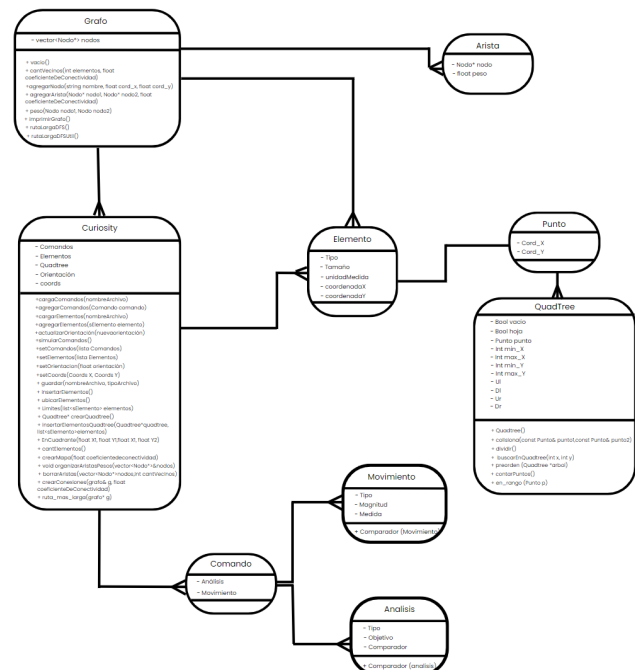 Grafo
- vector<Nodo*> nodos
+ vacio()
+ cantVecinos(int elementos, float
coeficienteDeConectividad)
+agregarNodo(string nombre, float cord_x, float cord_y)
+ agregarArista(Nodo* nodo1, Nodo* nodo2, float
coeficienteDeConectividad)
+ peso(Nodo nodo1, Nodo nodo2)
+ imprimirGrafo()
+ rutaLargaDFS()
+ rutaLargaDFSUtil()
Arista
- Nodo* nodo
- float peso
Curiosity
- Comandos
- Elementos
- Quadtree
- Orientación
- coords
+cargaComandos(nombreArchivo)
+agregarComandos(Comando comando)
+cargarElementos(nombreArchivo)
+agregarElementos(sElemento elemento)
+actualizarOrientación(nuevaorientación)
+simularComandos()
+setComandos(lista Comandos)
+setElementos(lista Elementos)
+setOrientacion(float orientación)
+setCoords(Coords X, Coords Y)
+ guardar(nombreArchivo, tipoArchivo)
+ InsertarElementos()
+ ubicarElementos()
+ Limites(list<sElemento> elementos)
+ Quadtree* crearQuadtree()
+ InsertarElementosQuadtree(Quadtree*quadtree,
list<sElemento>elementos)
+ EnCuadrante(float X1, float Y1,float X1, float Y2)
+ cantElementos()
+ crearMapa(float coeficientedeconectividad)
+ void organizarAristasPesos(vector<Nodo*>&nodos)
+ borrarAristas(vector<Nodo*>nodos,int cantVecinos)
+ crearConexiones(grafo& g, float
coeficienteDeConectividad)
+ ruta_mas_larga(grafo* g)
Elemento
- Tipo
- Tamaño
- unidadMedida
- coordenadaX
- coordenadaY
Punto
- Cord_X
- Cord_Y
QuadTree
- Bool vacio
- Bool hoja
- Punto punto
- Int min_X
- Int max_X
- Int min_Y
- Int max_Y
- Ul
- Dl
- Ur
- Dr
+ Quadtree()
+ colisiona(const Punto& punto1,const Punto& punto2)
+ dividir()
+ buscarEnQuadtree(int x, int y)
+ preorden (Quadtree *arbol)
+ contarPuntos()
+ en_rango (Punto p)
Movimiento
- Tipo
- Magnitud
- Medida
+ Comparador (Movimiento)
Comando
- Análisis
- Movimiento
Analisis
- Tipo
- Objetivo
- Comparador
+ Comparador (analisis)